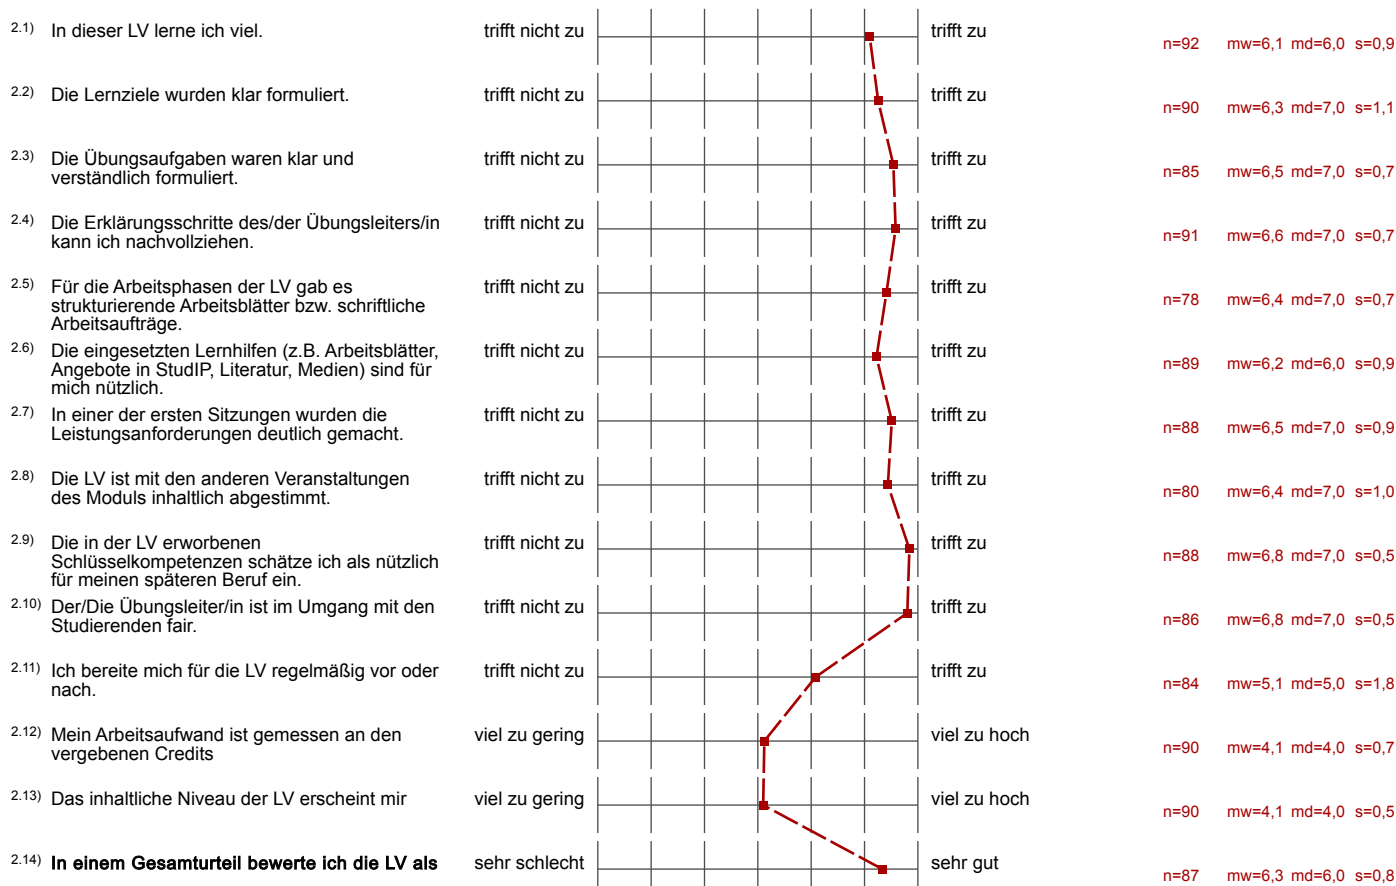 2.1) In dieser LV lerne ich viel. trifft nicht zu trifft zu n=92 mw=6,1 md=6,0 s=0,9
2.2) Die Lernziele wurden klar formuliert. trifft nicht zu trifft zu n=90 mw=6,3 md=7,0 s=1,1
2.3) Die Übungsaufgaben waren klar und trifft nicht zu trifft zu
verständlich formuliert. n=85 mw=6,5 md=7,0 s=0,7
2.4) Die Erklärungsschritte des/der Übungsleiters/in trifft nicht zu trifft zu
kann ich nachvollziehen. n=91 mw=6,6 md=7,0 s=0,7
2.5) Für die Arbeitsphasen der LV gab es trifft nicht zu trifft zu
strukturierende Arbeitsblätter bzw. schriftliche n=78 mw=6,4 md=7,0 s=0,7
Arbeitsaufträge.
2.6) Die eingesetzten Lernhilfen (z.B. Arbeitsblätter, trifft nicht zu trifft zu
Angebote in StudIP, Literatur, Medien) sind für n=89 mw=6,2 md=6,0 s=0,9
mich nützlich.
2.7) In einer der ersten Sitzungen wurden die trifft nicht zu trifft zu
Leistungsanforderungen deutlich gemacht. n=88 mw=6,5 md=7,0 s=0,9
2.8) Die LV ist mit den anderen Veranstaltungen trifft nicht zu trifft zu
des Moduls inhaltlich abgestimmt. n=80 mw=6,4 md=7,0 s=1,0
2.9) Die in der LV erworbenen trifft nicht zu trifft zu
Schlüsselkompetenzen schätze ich als nützlich n=88 mw=6,8 md=7,0 s=0,5
für meinen späteren Beruf ein.
2.10) Der/Die Übungsleiter/in ist im Umgang mit den trifft nicht zu trifft zu
Studierenden fair. n=86 mw=6,8 md=7,0 s=0,5
2.11) Ich bereite mich für die LV regelmäßig vor oder trifft nicht zu trifft zu
nach. n=84 mw=5,1 md=5,0 s=1,8
2.12) Mein Arbeitsaufwand ist gemessen an den viel zu gering viel zu hoch
vergebenen Credits n=90 mw=4,1 md=4,0 s=0,7
2.13) Das inhaltliche Niveau der LV erscheint mir viel zu gering viel zu hoch n=90 mw=4,1 md=4,0 s=0,5
2.14) In einem Gesamturteil bewerte ich die LV als sehr schlecht sehr gut n=87 mw=6,3 md=6,0 s=0,8